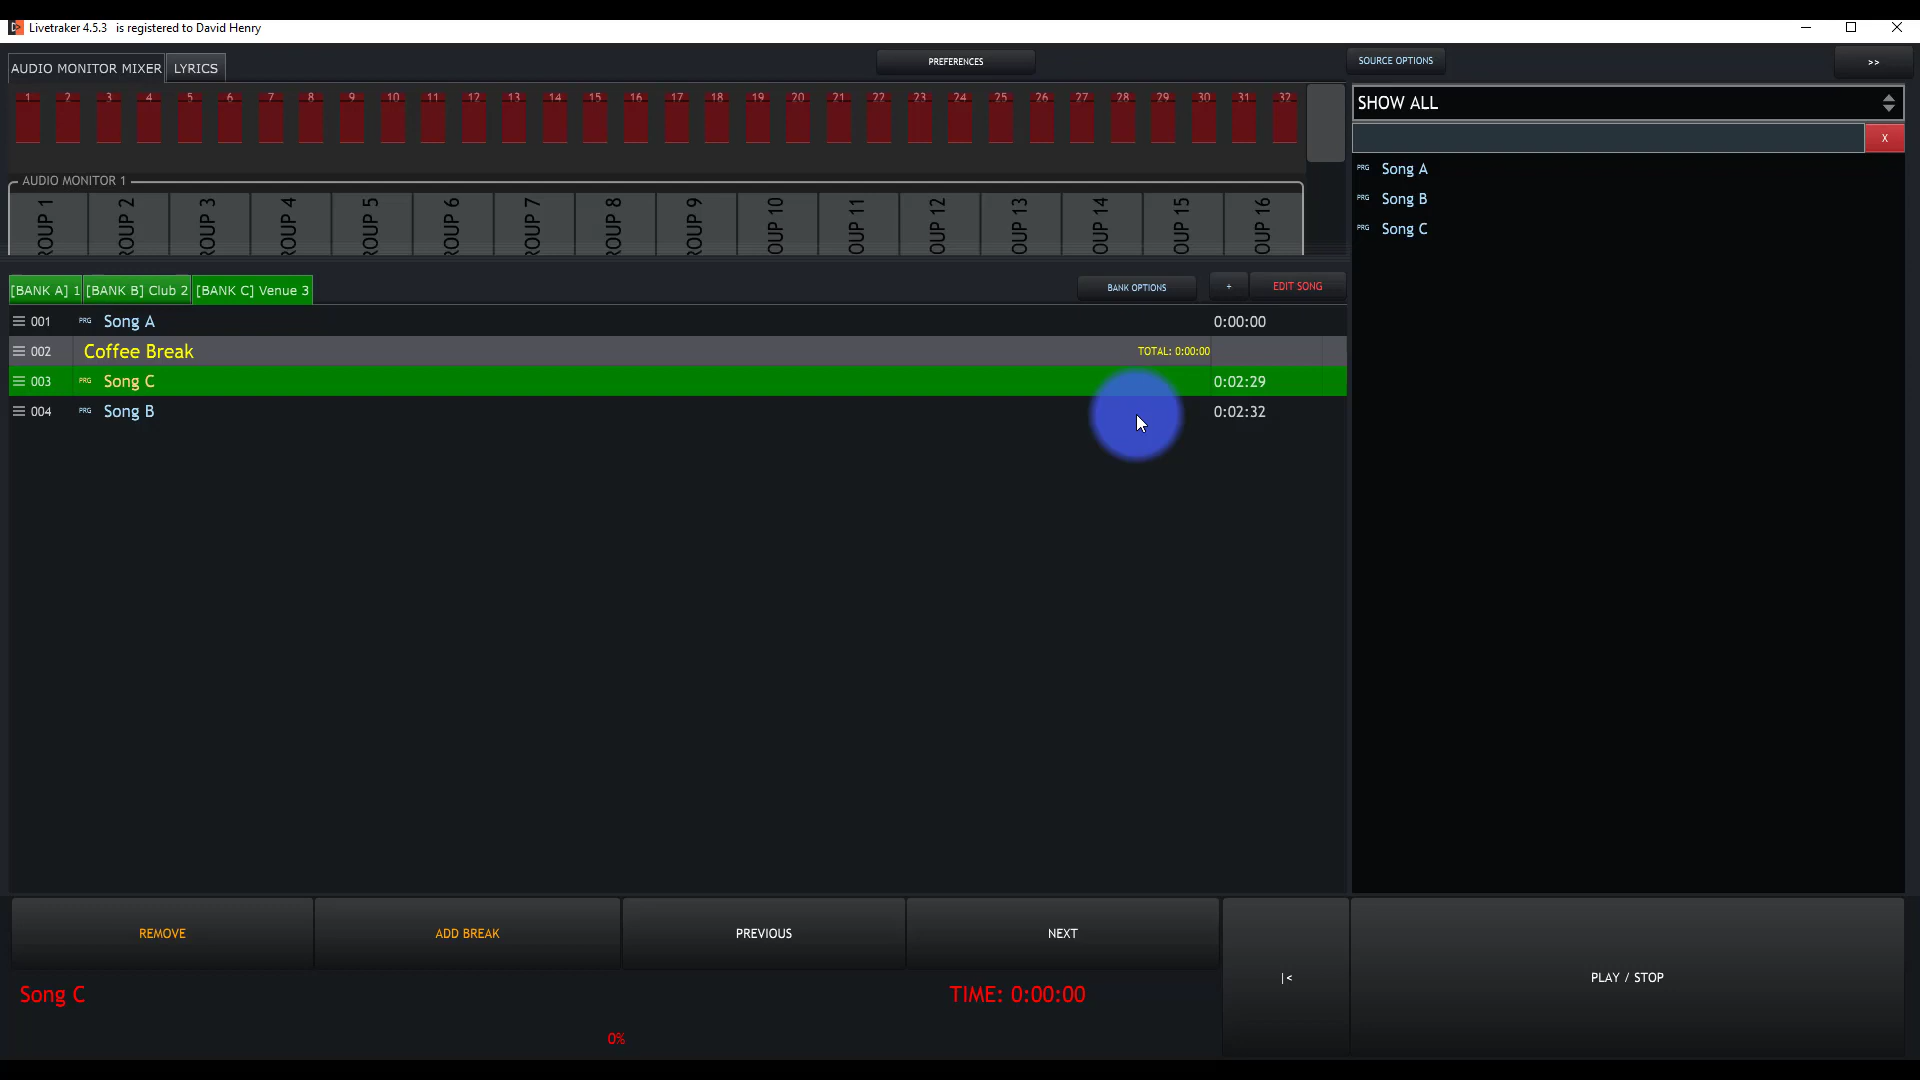 Livetraker 4.5.3 is registered to David Henry
AUDIO MONITOR MIXER LYRICS PREFERENCES SOURCE OPTIONS >>
1 2 3 4 5 6 7 8 9 10 11 12 13 14 15 16 17 18 19 20 21 22 23 24 25 26 27 28 29 30 31 32
SHOW ALL
X
PRG Song A
PRG Song B
PRG Song C
AUDIO MONITOR 1
ROUP 1 ROUP 2 ROUP 3 ROUP 4 ROUP 5 ROUP 6 ROUP 7 ROUP 8 ROUP 9 OUP 10 OUP 11 OUP 12 OUP 13 OUP 14 OUP 15 OUP 16
[BANK A] 1 [BANK B] Club 2 [BANK C] Venue 3 BANK OPTIONS + EDIT SONG
001 PRG Song A 0:00:00
002 Coffee Break TOTAL: 0:00:00
003 PRG Song C 0:02:29
004 PRG Song B 0:02:32
REMOVE ADD BREAK PREVIOUS NEXT |< PLAY / STOP
Song C TIME: 0:00:00
0%